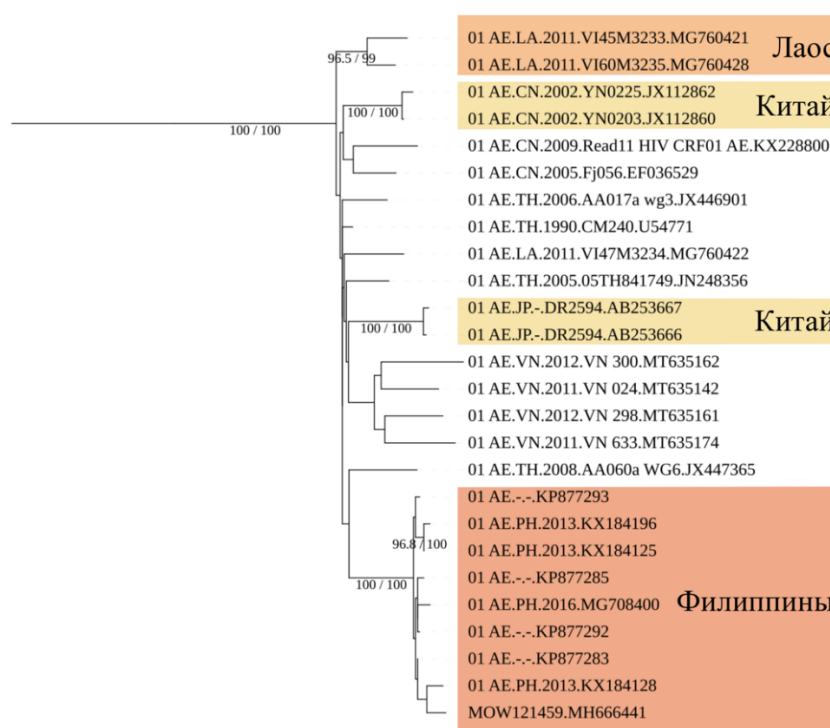 01 AE.LA.2011.VI45M3233.MG760421
Лаос
96.5 / 99
01 AE.LA.2011.VI60M3235.MG760428
01 AE.CN.2002.YN0225.JX112862
Китай
100 / 100
01 AE.CN.2002.YN0203.JX112860
100 / 100
01 AE.CN.2009.Read11 HIV CRF01 AE.KX228800
01 AE.CN.2005.Fj056.EF036529
01 AE.TH.2006.AA017a wg3.JX446901
01 AE.TH.1990.CM240.U54771
01 AE.LA.2011.VI47M3234.MG760422
01 AE.TH.2005.05TH841749.JN248356
01 AE.JP.-.DR2594.AB253667
Китай
100 / 100
01 AE.JP.-.DR2594.AB253666
01 AE.VN.2012.VN 300.MT635162
01 AE.VN.2011.VN 024.MT635142
01 AE.VN.2012.VN 298.MT635161
01 AE.VN.2011.VN 633.MT635174
01 AE.TH.2008.AA060a WG6.JX447365
01 AE.-.-.KP877293
01 AE.PH.2013.KX184196
96.8 / 100
01 AE.PH.2013.KX184125
01 AE.-.-.KP877285
100 / 100
01 AE.PH.2016.MG708400
Филиппины
01 AE.-.-.KP877292
01 AE.-.-.KP877283
01 AE.PH.2013.KX184128
MOW121459.MH666441